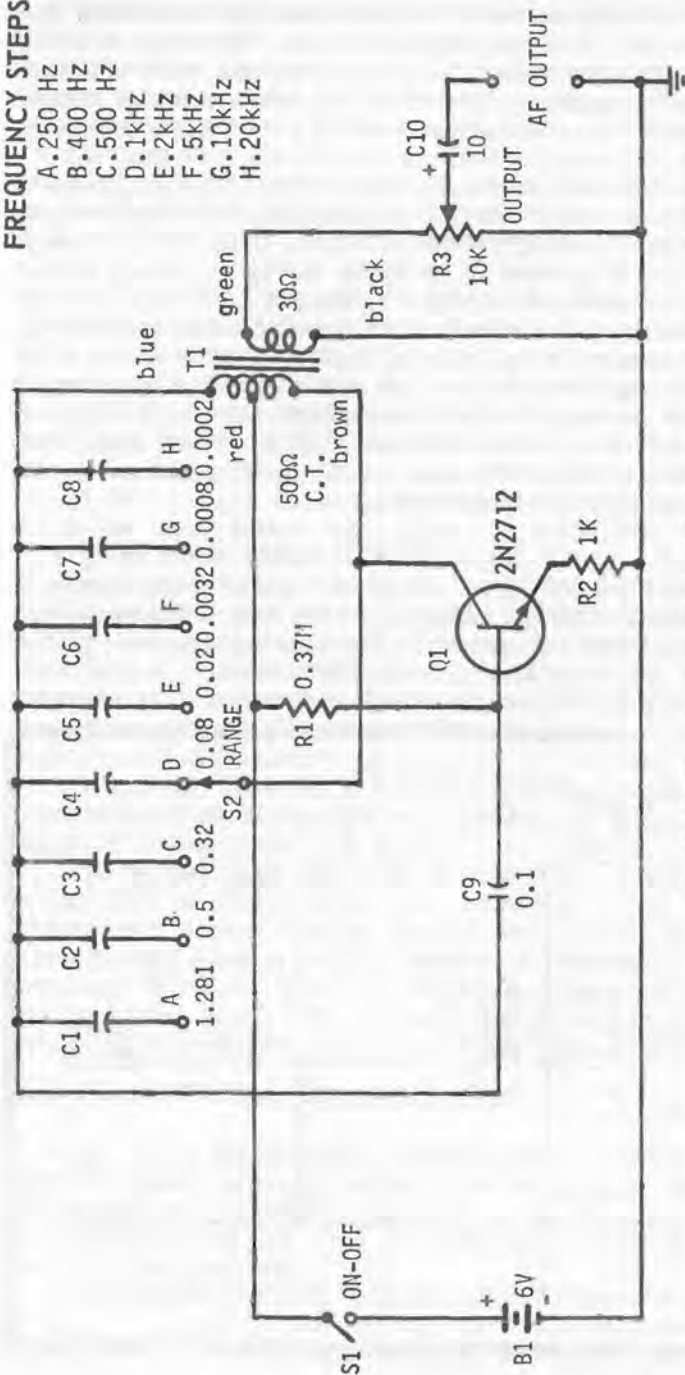 FREQUENCY STEPS
A.250 Hz
B.400 Hz
C.500 Hz
D.1kHz
E.2kHz
F.5kHz
G.10kHz
H.20kHz
C1 C2 C3 C4 C5 C6 C7 C8
A B C D E F G H
1.281 0.5 0.32 0.08 0.02 0.0032 0.0008 0.0002
S2 RANGE
blue
T1
green
red
30Ω
500Ω
C.T.
brown
black
S1 ON-OFF
R1
0.37M
R3
10K
OUTPUT
+ C10
10
AF OUTPUT
C9
0.1
Q1
2N2712
R2 1K
+
B1 6V
-